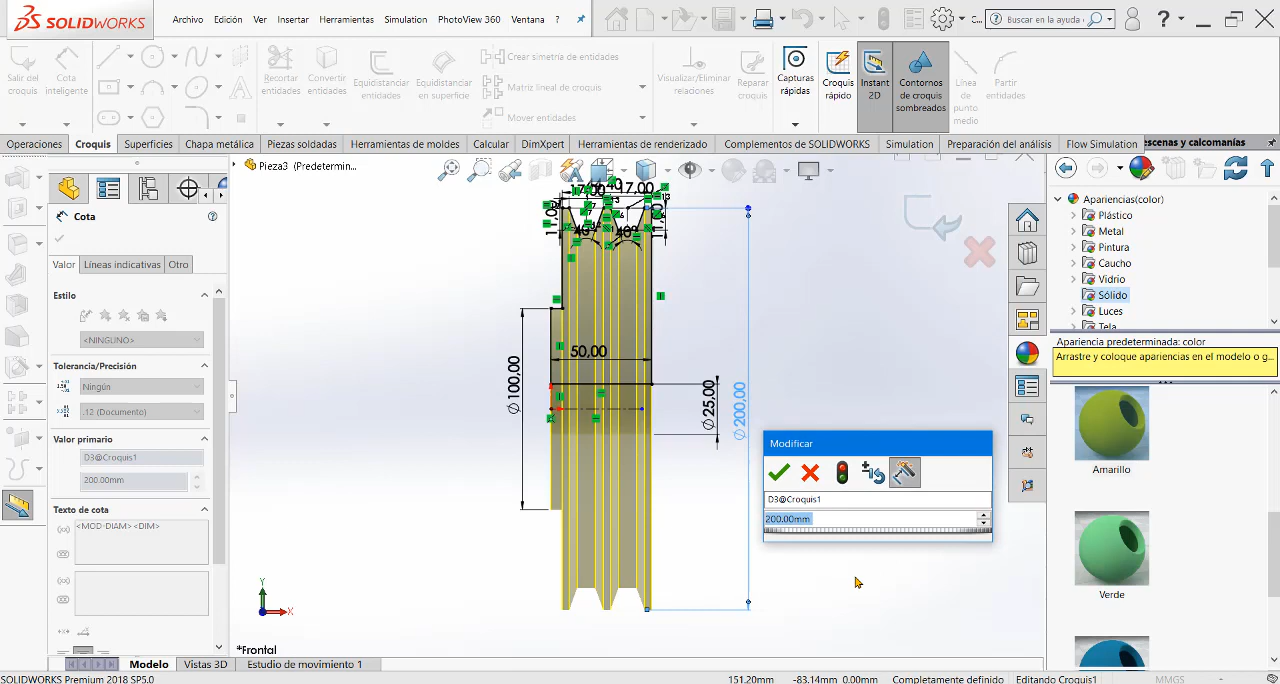 SOLIDWORKS
Archivo Edición Ver Insertar Herramientas Simulation PhotoView 360 Ventana ?
C...
Buscar en la ayuda
?
Salir del croquis
Cota inteligente
Recortar entidades
Convertir entidades
Equidistanciar entidades
Equidistanciar en superficie
Crear simetría de entidades
Matriz lineal de croquis
Mover entidades
Visualizar/Eliminar relaciones
Reparar croquis
Capturas rápidas
Croquis rápido
Instant 2D
Contornos de croquis sombreados
Línea de punto medio
Partir entidades
Operaciones Croquis Superficies Chapa metálica Piezas soldadas Herramientas de moldes Calcular DimXpert Herramientas de renderizado Complementos de SOLIDWORKS Simulation Preparación del análisis Flow Simulation
escenas y calcomanías
Pieza3 (Predetermin...
Cota
Valor Líneas indicativas Otro
Estilo
<NINGUNO>
Tolerancia/Precisión
Ningún
.12 (Documento)
Valor primario
D3@Croquis1
200.00mm
Texto de cota
<MOD-DIAM><DIM>
17.00
40°
40°
50,00
∅100,00
∅25,00
∅200,00
Modificar
D3@Croquis1
200.00mm
Y
X
*Frontal
Apariencias(color)
Plástico
Metal
Pintura
Caucho
Vidrio
Sólido
Luces
Tela
Apariencia predeterminada: color
Arrastre y coloque apariencias en el modelo o g...
Amarillo
Verde
Modelo Vistas 3D Estudio de movimiento 1
SOLIDWORKS Premium 2018 SP5.0
151.20mm -83.14mm 0.00mm Completamente definido Editando Croquis1 MMGS